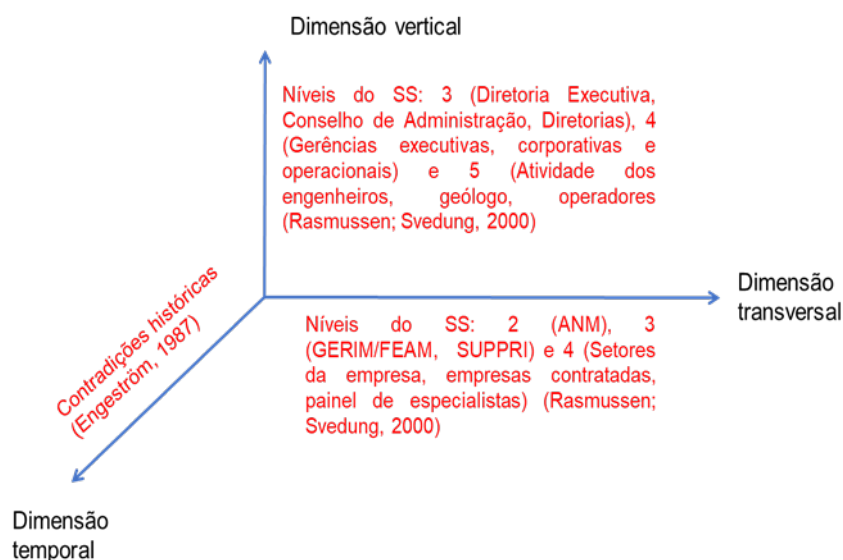 Dimensão vertical
Níveis do SS: 3 (Diretoria Executiva,
Conselho de Administração, Diretorias), 4
(Gerências executivas, corporativas e
operacionais) e 5 (Atividade dos
engenheiros, geólogo, operadores
(Rasmussen; Svedung, 2000)
Dimensão
transversal
Níveis do SS: 2 (ANM), 3
(GERIM/FEAM, SUPPRI) e 4 (Setores
da empresa, empresas contratadas,
painel de especialistas) (Rasmussen;
Svedung, 2000)
Contradições históricas
(Engeström, 1987)
Dimensão
temporal